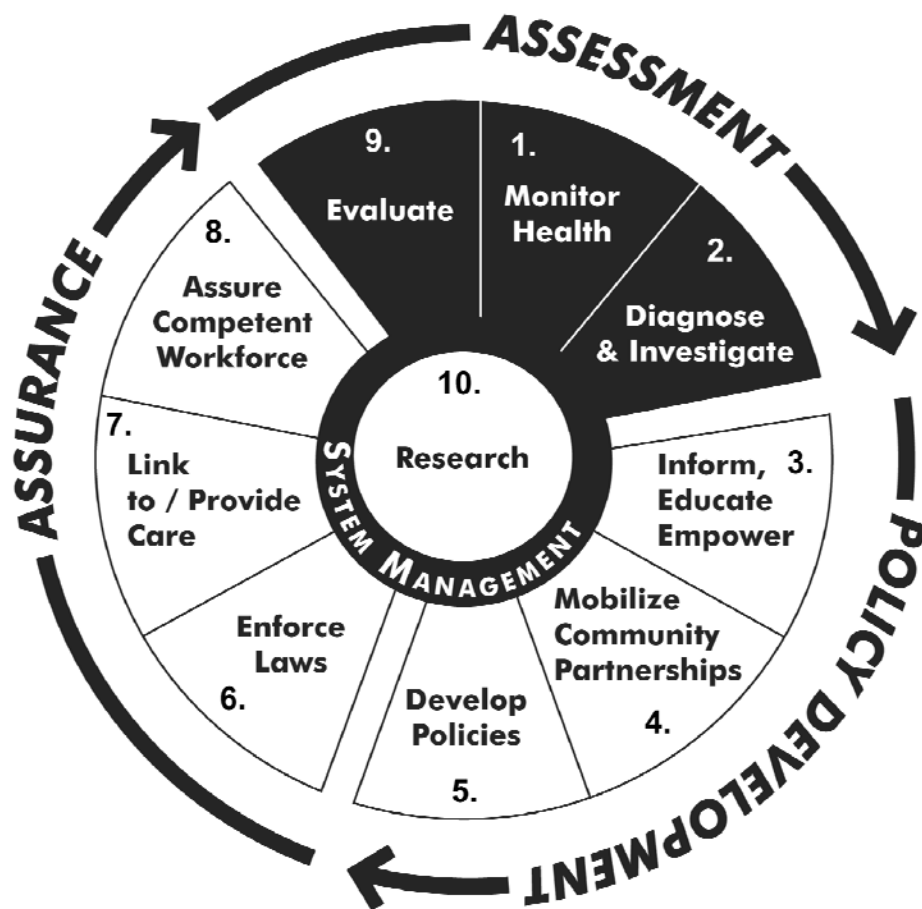 ASSESSMENT
POLICY DEVELOPMENT
ASSURANCE
1.
Monitor
Health
2.
Diagnose
& Investigate
3.
Inform,
Educate
Empower
4.
Mobilize
Community
Partnerships
5.
Develop
Policies
6.
Enforce
Laws
7.
Link
to / Provide
Care
8.
Assure
Competent
Workforce
9.
Evaluate
10.
Research
SYSTEM MANAGEMENT